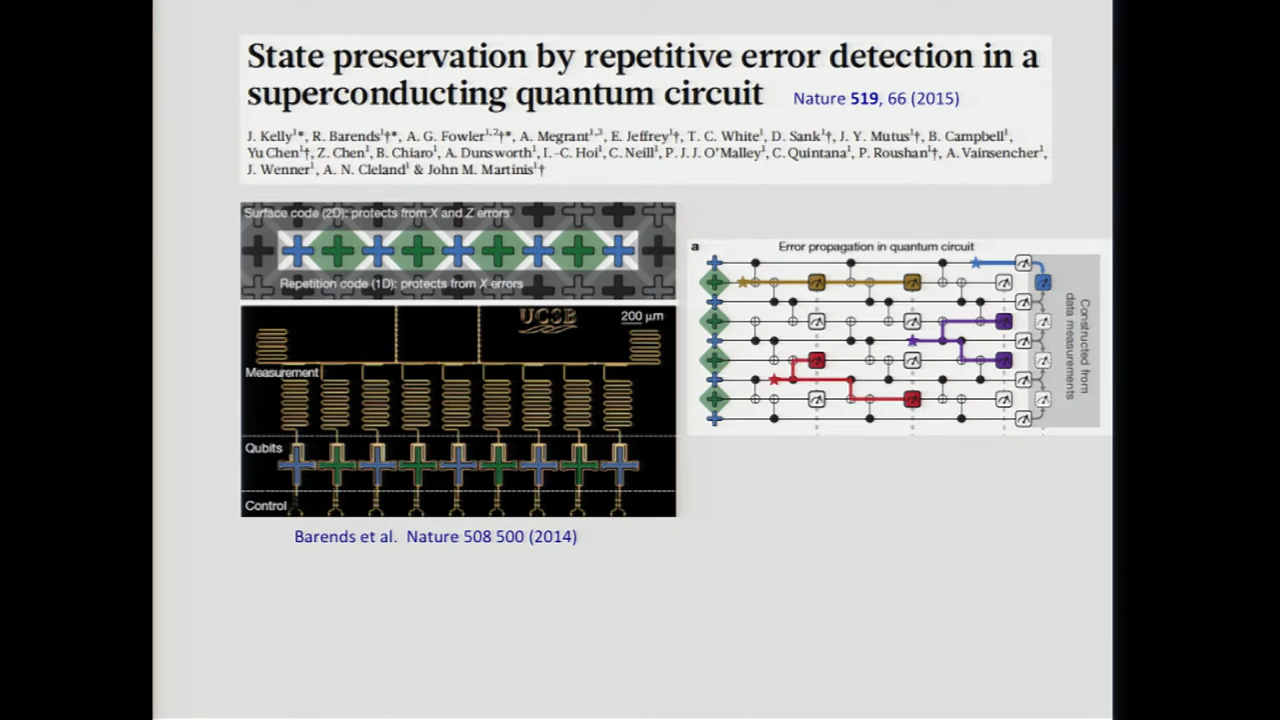 State preservation by repetitive error detection in a
superconducting quantum circuit Nature 519, 66 (2015)
J. Kelly¹*, R. Barends¹†*, A. G. Fowler¹,²†*, A. Megrant¹,³, E. Jeffrey¹†, T. C. White¹, D. Sank¹†, J. Y. Mutus¹†, B. Campbell¹,
Yu Chen¹†, Z. Chen¹, B. Chiaro¹, A. Dunsworth¹, I.-C. Hoi¹, C. Neill¹, P. J. J. O'Malley¹, C. Quintana¹, P. Roushan¹†, A. Vainsencher¹,
J. Wenner¹, A. N. Cleland¹ & John M. Martinis¹†
Surface code (2D): protects from X and Z errors
Repetition code (1D): protects from X errors
UCSB
200 µm
Measurement
Qubits
Control
Barends et al. Nature 508 500 (2014)
a Error propagation in quantum circuit
Constructed from
data measurements